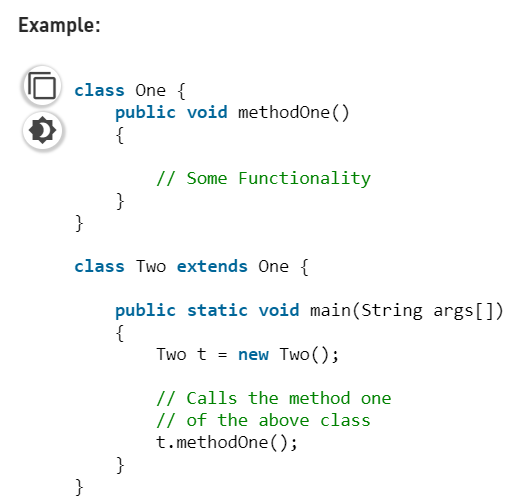 Example:
class One {
    public void methodOne()
    {
        // Some Functionality
    }
}
class Two extends One {
    public static void main(String args[])
    {
        Two t = new Two();
        // Calls the method one
        // of the above class
        t.methodOne();
    }
}